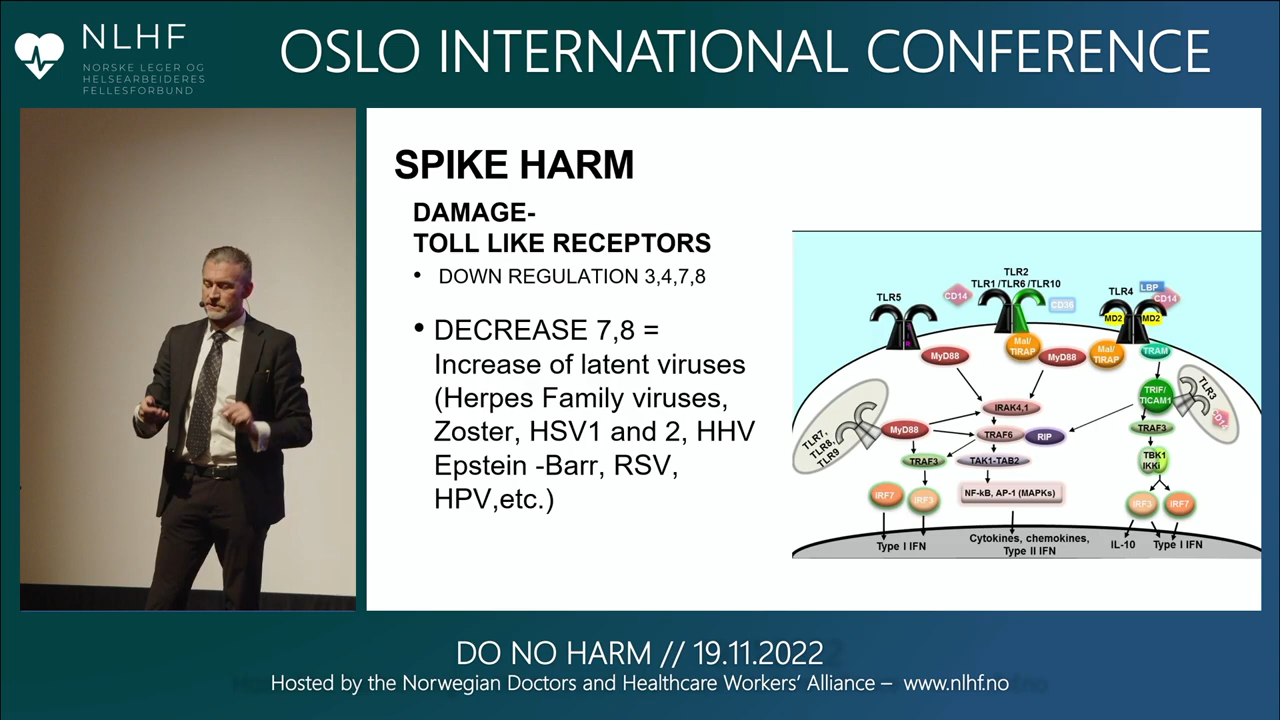 NLHF
NORSKE LEGER OG
HELSEARBEIDERES
FELLESFORBUND
OSLO INTERNATIONAL CONFERENCE
SPIKE HARM
DAMAGE-
TOLL LIKE RECEPTORS
• DOWN REGULATION 3,4,7,8
• DECREASE 7,8 =
Increase of latent viruses
(Herpes Family viruses,
Zoster, HSV1 and 2, HHV
Epstein -Barr, RSV,
HPV,etc.)
TLR2
TLR1/TLR6/TLR10
TLR5
CD14
CD36
TLR4
LBP
CD14
MD2
MD2
MyD88
Mal/
TIRAP
MyD88
Mal/
TIRAP
TRAM
TRIF/
TICAM1
TLR3
CD14
IRAK4,1
TLR7,
TLR8,
TLR9
MyD88
TRAF6
RIP
TRAF3
TRAF3
TAK1-TAB2
TBK1
IKKi
IRF7
IRF3
NF-kB, AP-1 (MAPKs)
IRF3
IRF7
Type I IFN
Cytokines, chemokines,
Type II IFN
IL-10
Type I IFN
DO NO HARM // 19.11.2022
Hosted by the Norwegian Doctors and Healthcare Workers' Alliance – www.nlhf.no